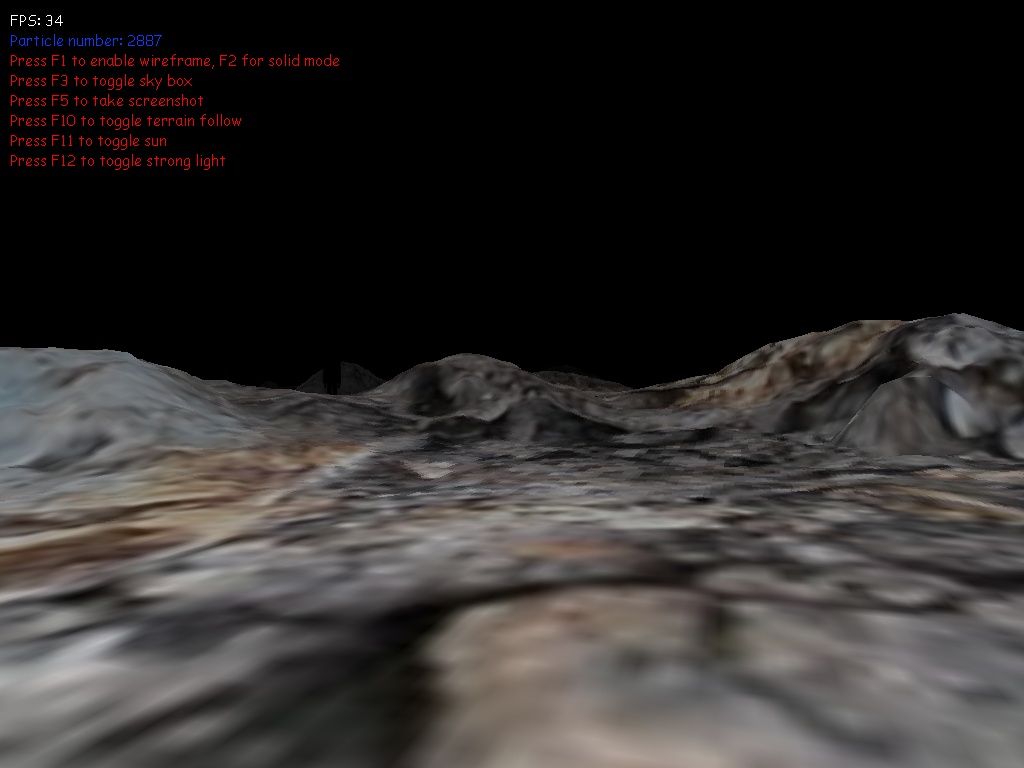 FPS: 34
Particle number: 2887
Press F1 to enable wireframe, F2 for solid mode
Press F3 to toggle sky box
Press F5 to take screenshot
Press F10 to toggle terrain follow
Press F11 to toggle sun
Press F12 to toggle strong light